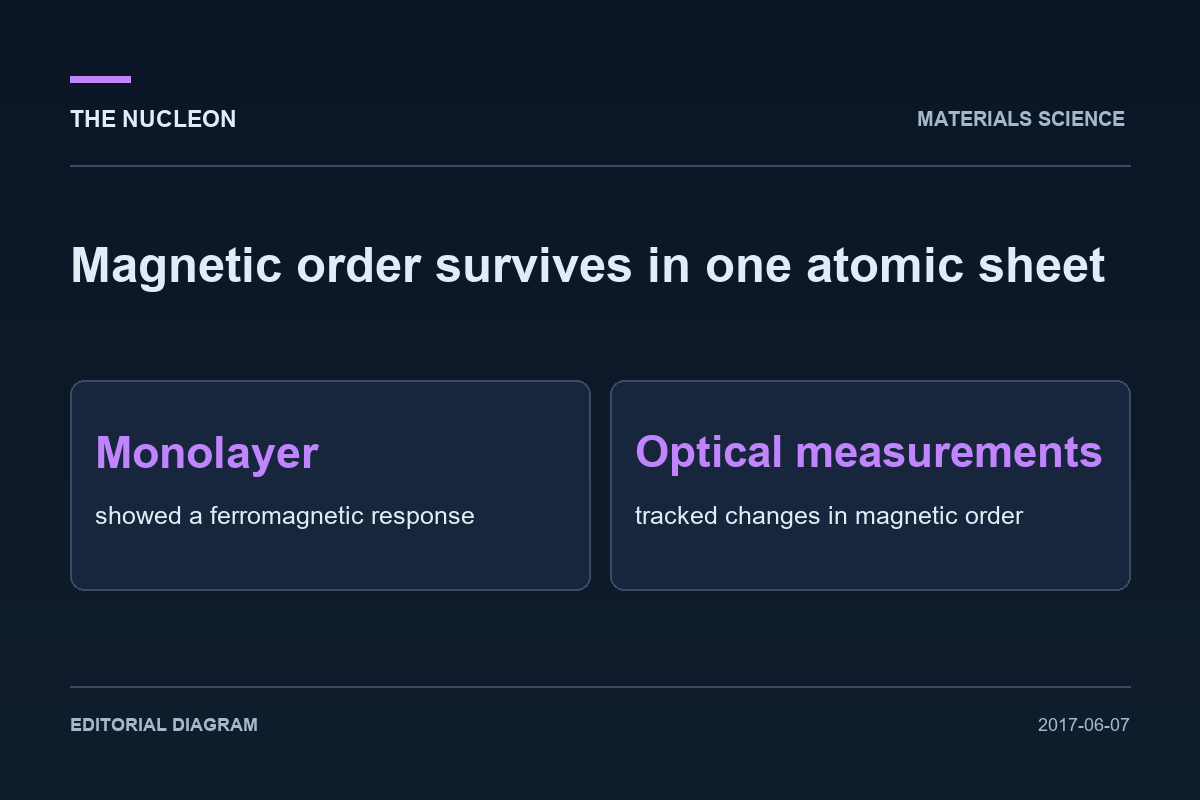 THE NUCLEON
MATERIALS SCIENCE
Magnetic order survives in one atomic sheet
Monolayer
showed a ferromagnetic response
Optical measurements
tracked changes in magnetic order
EDITORIAL DIAGRAM
2017-06-07